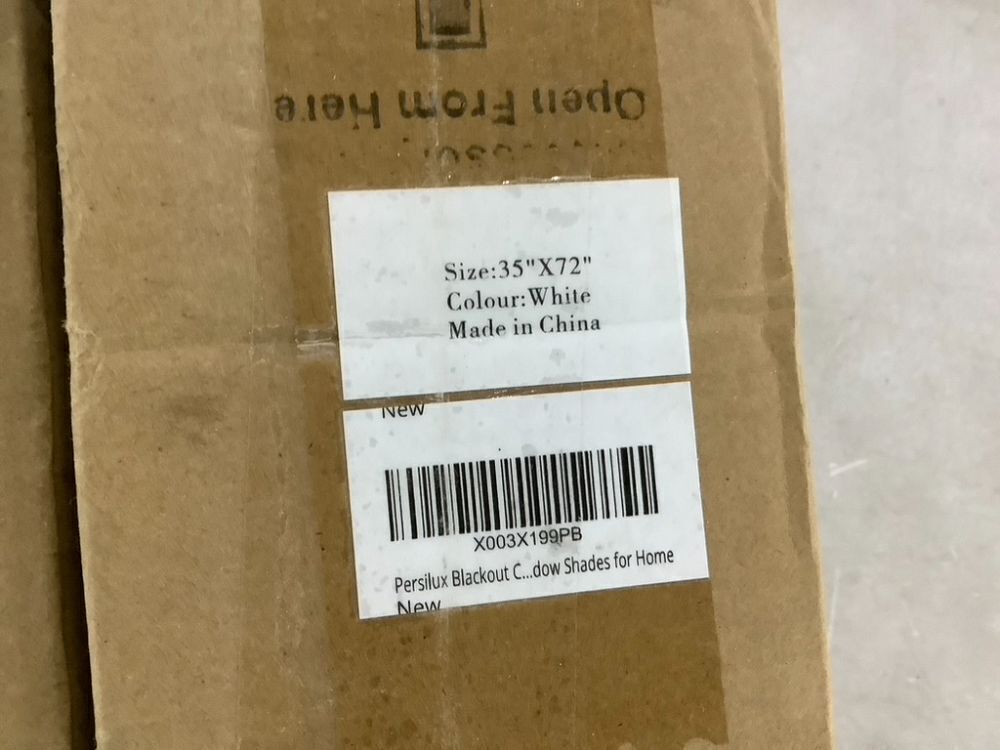 Open From Here
Size:35"X72"
Colour:White
Made in China
New
X003X199PB
Persilux Blackout C...dow Shades for Home
New